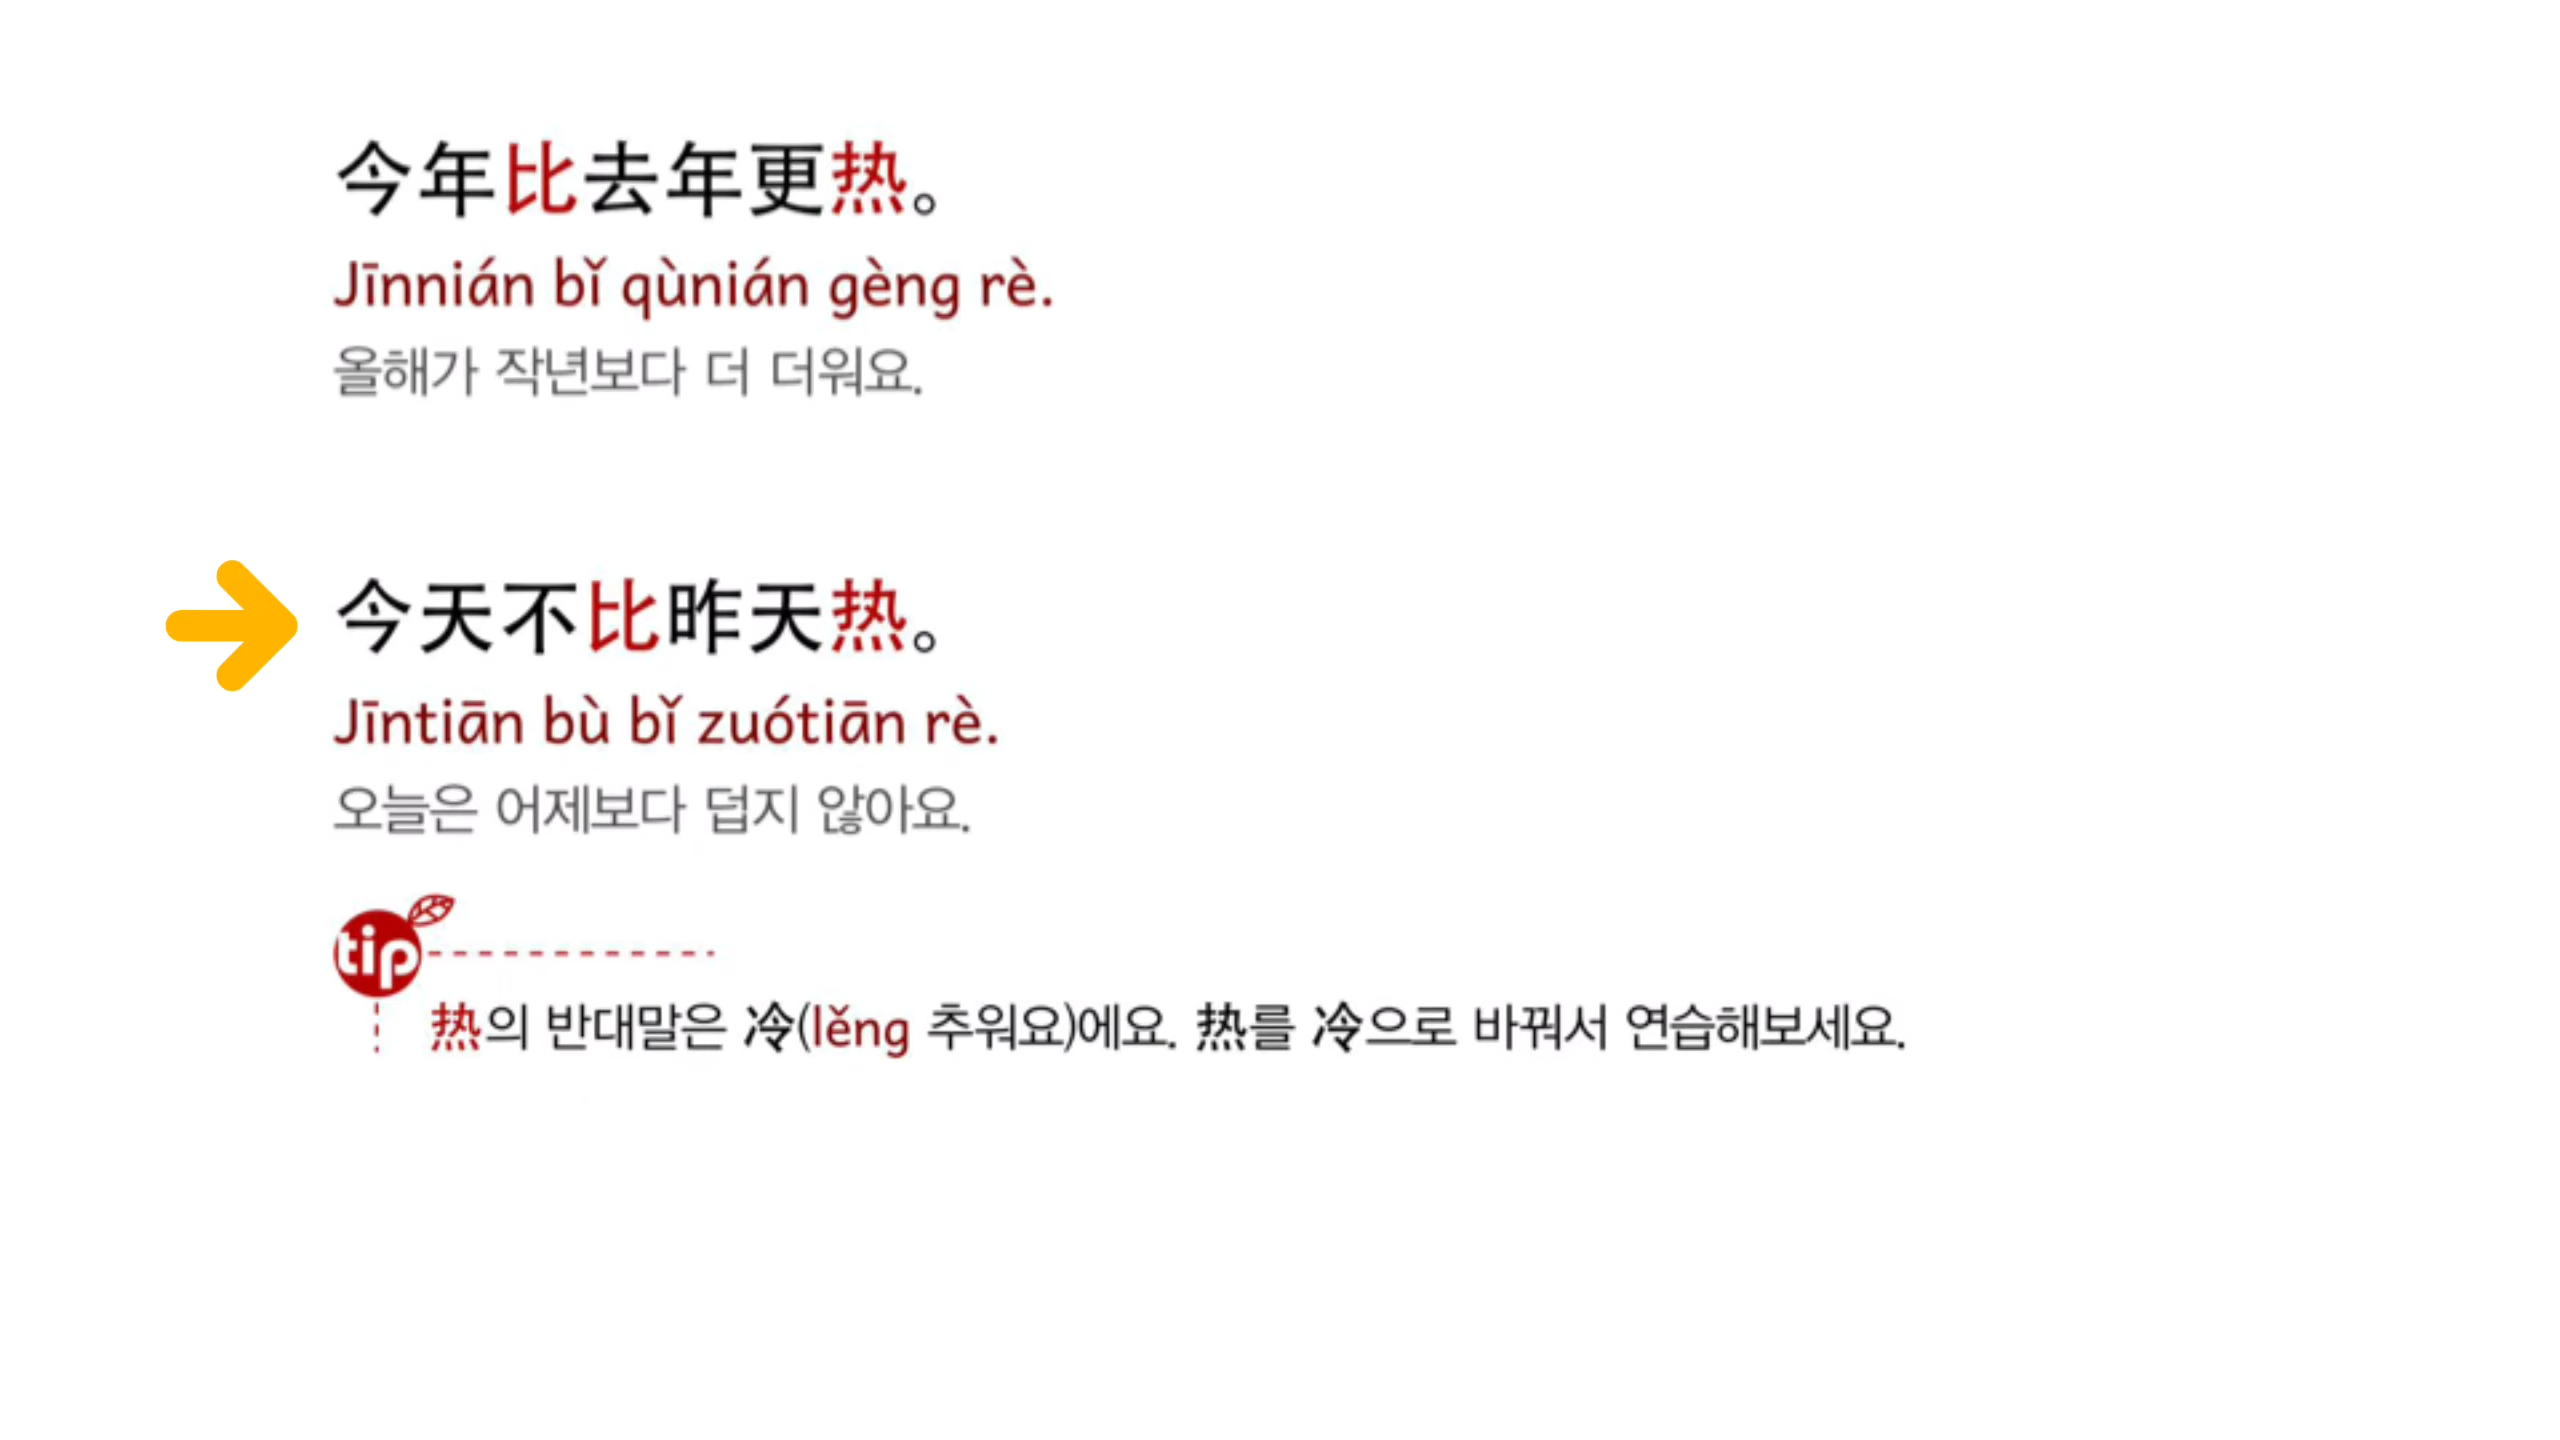 今年比去年更热。
Jīnnián bǐ qùnián gèng rè.
올해가 작년보다 더 더워요.
今天不比昨天热。
Jīntiān bù bǐ zuótiān rè.
오늘은 어제보다 덥지 않아요.
tip
热의 반대말은 冷(lěng 추워요)에요. 热를 冷으로 바꿔서 연습해보세요.